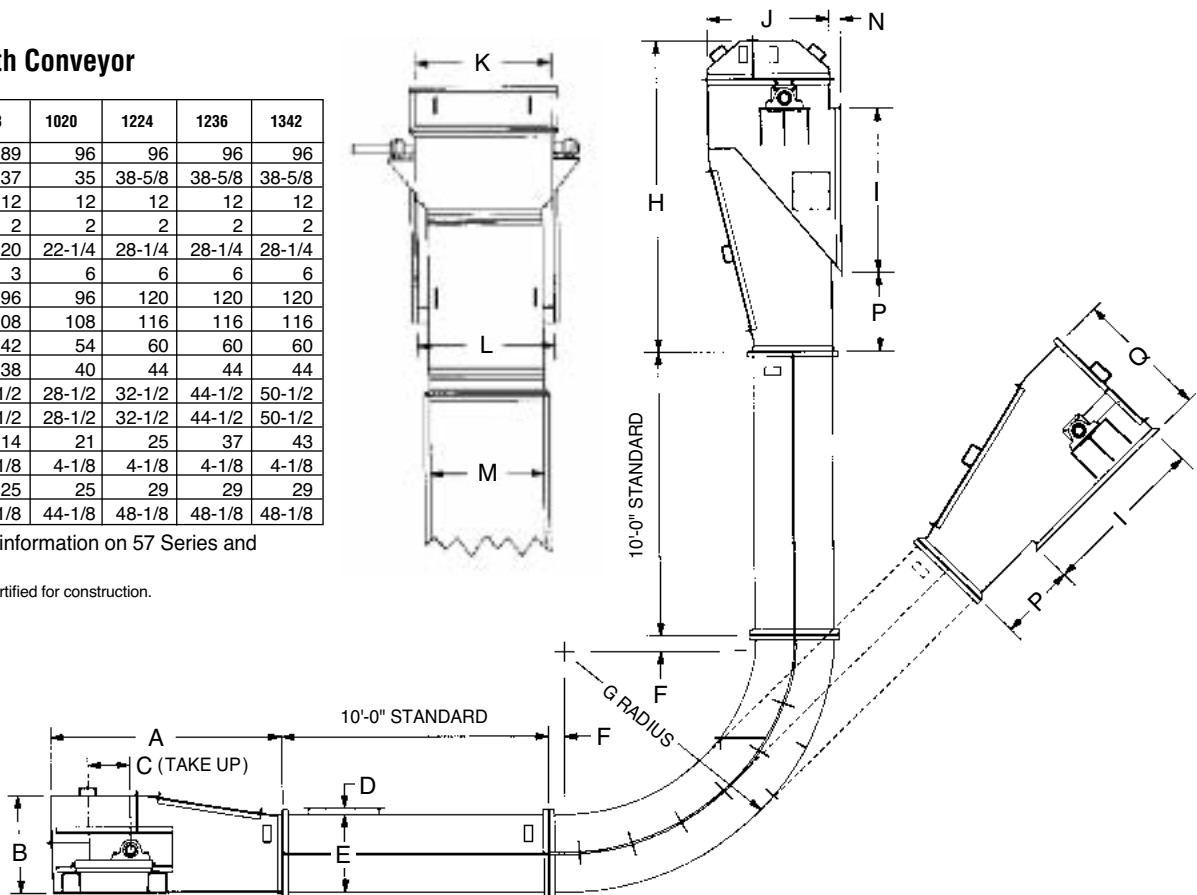 th Conveyor
1020 1224 1236 1342
89 96 96 96 96
37 35 38-5/8 38-5/8 38-5/8
12 12 12 12 12
2 2 2 2 2
20 22-1/4 28-1/4 28-1/4 28-1/4
3 6 6 6 6
96 96 120 120 120
08 108 116 116 116
42 54 60 60 60
38 40 44 44 44
1/2 28-1/2 32-1/2 44-1/2 50-1/2
1/2 28-1/2 32-1/2 44-1/2 50-1/2
14 21 25 37 43
1/8 4-1/8 4-1/8 4-1/8 4-1/8
25 25 29 29 29
1/8 44-1/8 48-1/8 48-1/8 48-1/8
information on 57 Series and
rtified for construction.
K
L
M
J
N
H
I
P
10'-0" STANDARD
F
G RADIUS
Q
I
P
A
10'-0" STANDARD
F
C (TAKE UP)
D
B
E